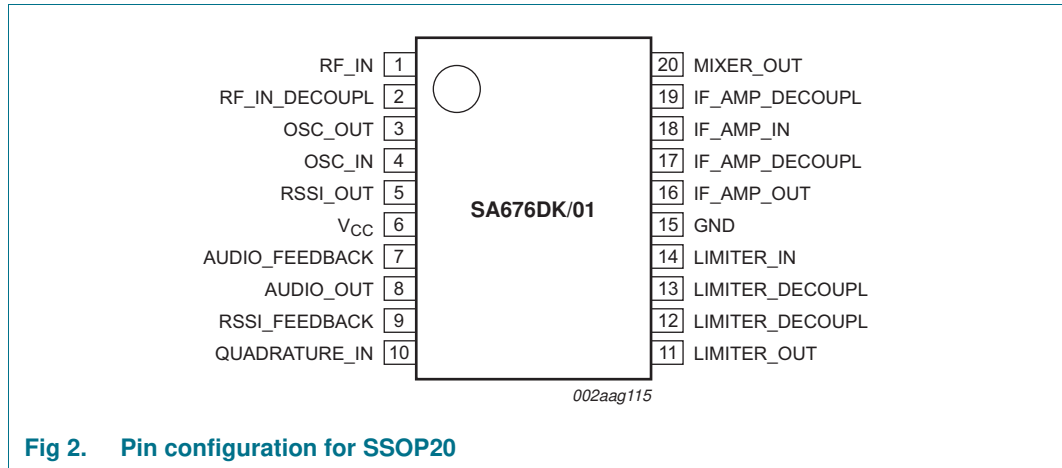 RF_IN 1
RF_IN_DECOUPL 2
OSC_OUT 3
OSC_IN 4
RSSI_OUT 5
VCC 6
AUDIO_FEEDBACK 7
AUDIO_OUT 8
RSSI_FEEDBACK 9
QUADRATURE_IN 10
SA676DK/01
20 MIXER_OUT
19 IF_AMP_DECOUPL
18 IF_AMP_IN
17 IF_AMP_DECOUPL
16 IF_AMP_OUT
15 GND
14 LIMITER_IN
13 LIMITER_DECOUPL
12 LIMITER_DECOUPL
11 LIMITER_OUT
002aag115
Fig 2. Pin configuration for SSOP20